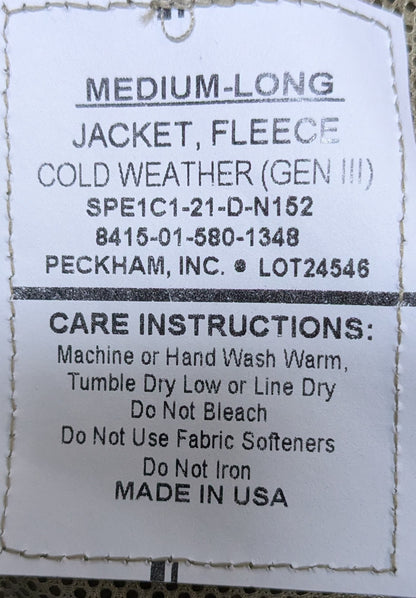 MEDIUM-LONG
JACKET, FLEECE
COLD WEATHER (GEN III)
SPE1C1-21-D-N152
8415-01-580-1348
PECKHAM, INC. • LOT24546
CARE INSTRUCTIONS:
Machine or Hand Wash Warm,
Tumble Dry Low or Line Dry
Do Not Bleach
Do Not Use Fabric Softeners
Do Not Iron
MADE IN USA